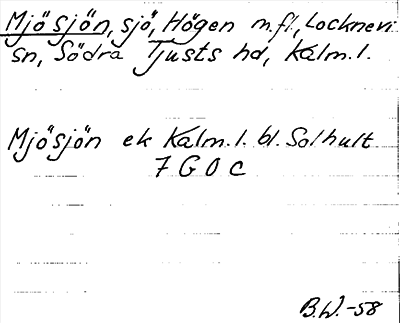 Mjösjön, sjö, Högen m.fl., Locknevi
sn, Södra Tjusts hd, Kalm.l.
Mjösjön ek Kalm.l. bl. Solhult
7 G 0 c
B.W.-58